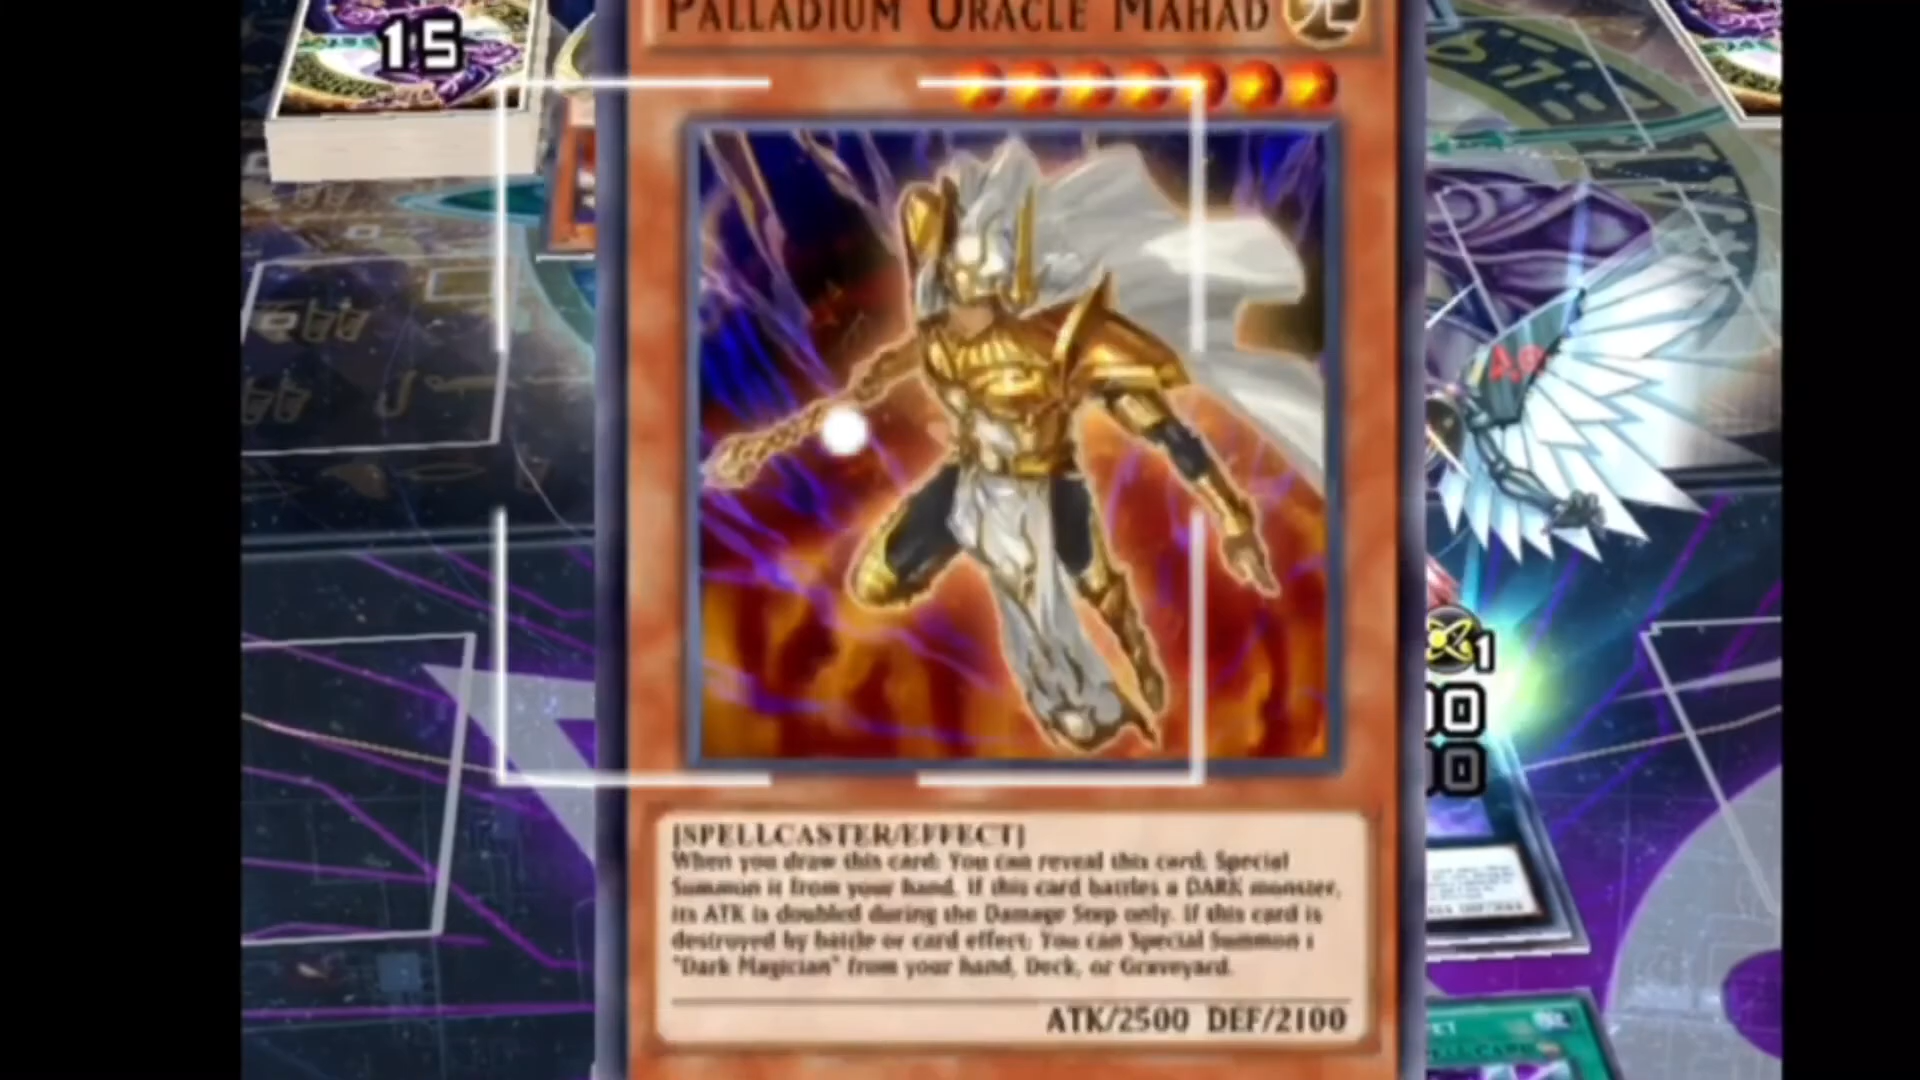 PALLADIUM ORACLE MAHAD
光
15
[SPELLCASTER/EFFECT]
When you draw this card: You can reveal this card; Special
Summon it from your hand. If this card battles a DARK monster,
its ATK is doubled during the Damage Step only. If this card is
destroyed by battle or card effect: You can Special Summon 1
"Dark Magician" from your hand, Deck, or Graveyard.
ATK/2500 DEF/2100
1